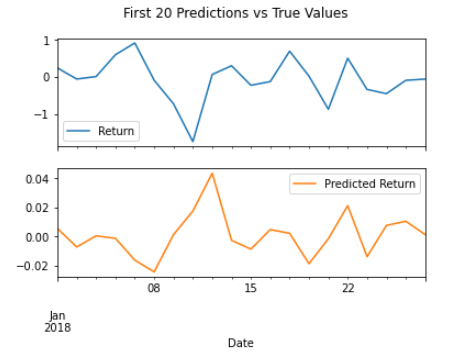 First 20 Predictions vs True Values
1
0
−1
Return
0.04
0.02
0.00
−0.02
Predicted Return
08 15 22
Jan
2018
Date